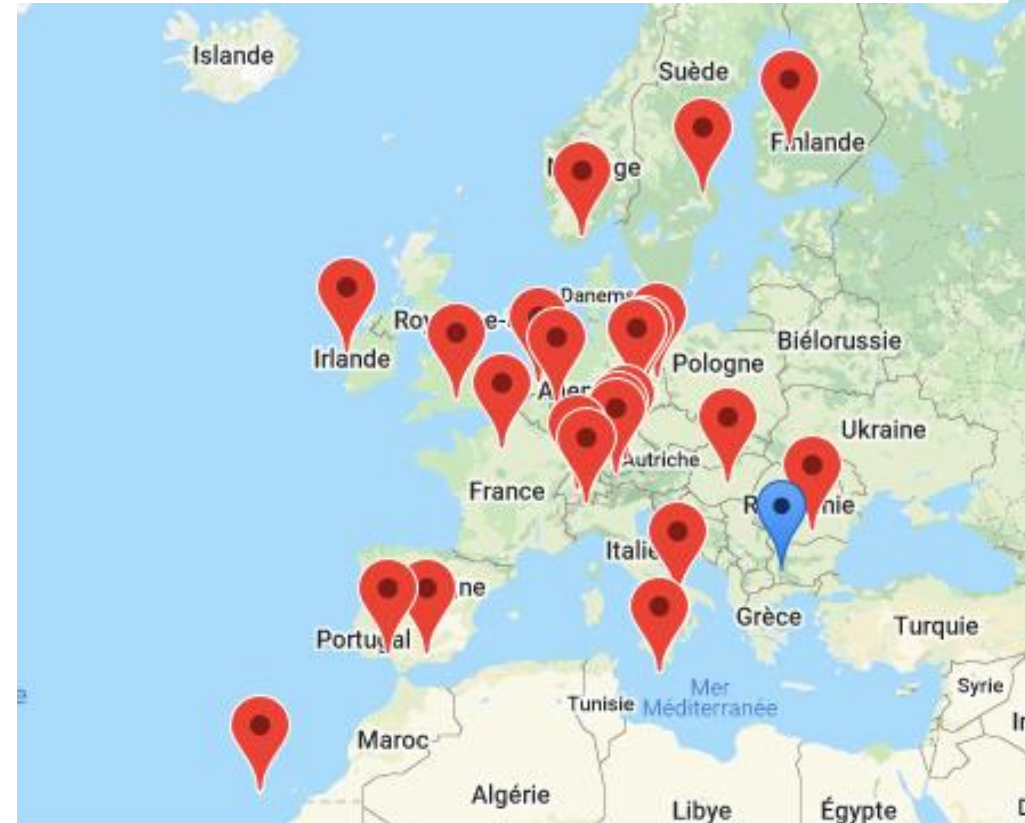 Islande
Suède
Finlande
Danem
Irlande
Biélorussie
Pologne
Ukraine
Autriche
France
Italie
Grèce
Turquie
Portugal
Mer
Méditerranée
Tunisie
Syrie
Maroc
Algérie
Libye
Égypte